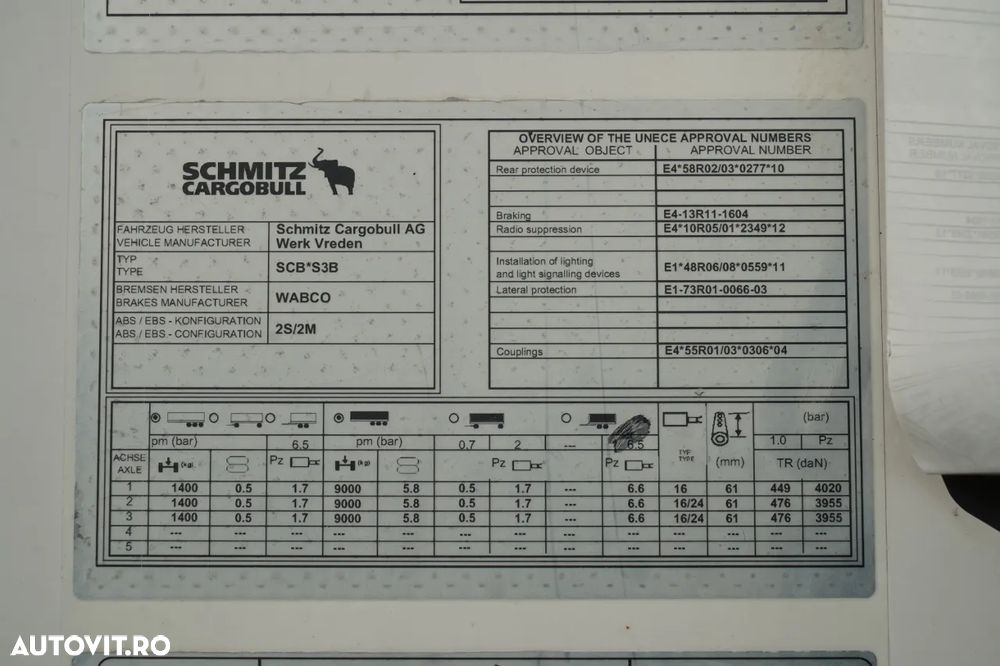 SCHMITZ
CARGOBULL
FAHRZEUG HERSTELLER
VEHICLE MANUFACTURER
Schmitz Cargobull AG
Werk Vreden
TYP
TYPE
SCB*S3B
BREMSEN HERSTELLER
BRAKES MANUFACTURER
WABCO
ABS / EBS - KONFIGURATION
ABS / EBS - CONFIGURATION
2S/2M
OVERVIEW OF THE UNECE APPROVAL NUMBERS
APPROVAL OBJECT APPROVAL NUMBER
Rear protection device E4*58R02/03*0277*10
Braking E4-13R11-1604
Radio suppression E4*10R05/01*2349*12
Installation of lighting
and light signalling devices E1*48R06/08*0559*11
Lateral protection E1-73R01-0066-03
Couplings E4*55R01/03*0306*04
(bar)
pm (bar) 6.5 pm (bar) 0.7 2 --- 6.5 TYP TYPE 1.0 Pz
ACHSE
AXLE (kg) Pz (kg) Pz Pz (mm) TR (daN)
1 1400 0.5 1.7 9000 5.8 0.5 1.7 --- 6.6 16 61 449 4020
2 1400 0.5 1.7 9000 5.8 0.5 1.7 --- 6.6 16/24 61 476 3955
3 1400 0.5 1.7 9000 5.8 0.5 1.7 --- 6.6 16/24 61 476 3955
4 --- --- --- --- --- --- --- --- --- --- --- --- ---
5 --- --- --- --- --- --- --- --- --- --- --- --- ---
AUTOVIT.RO